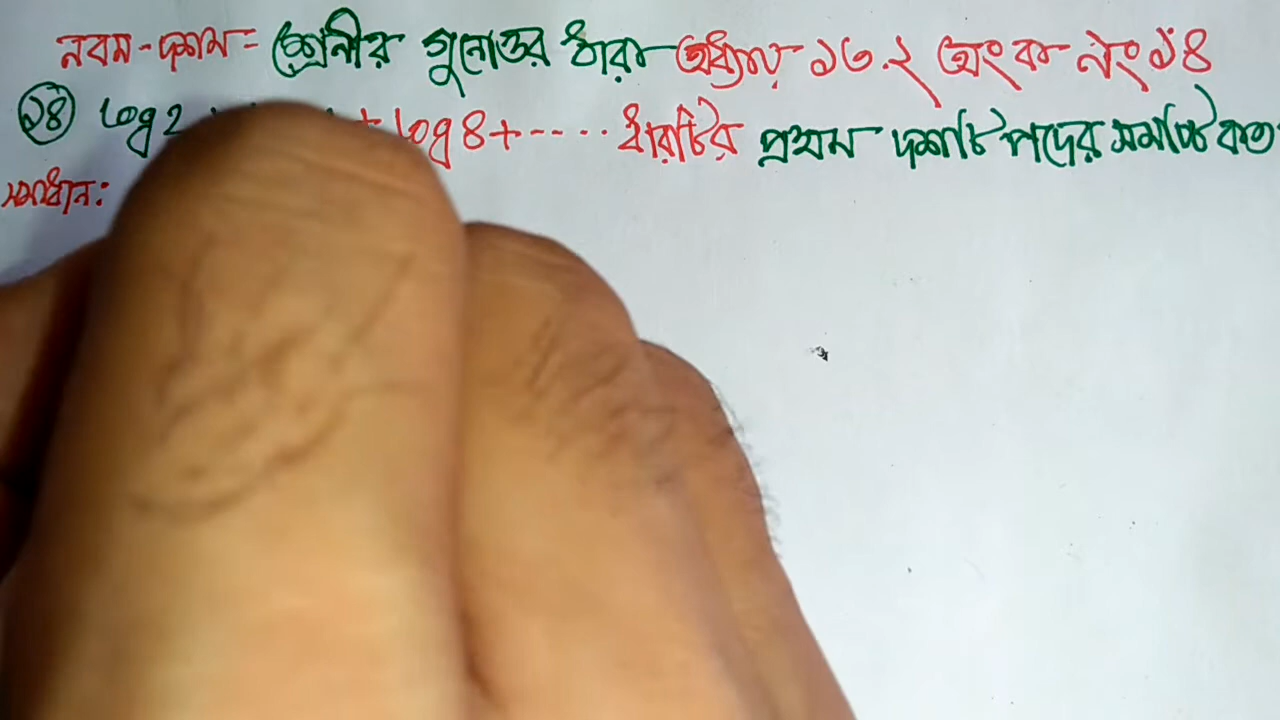 নবম-দশম- শ্রেনীর গুনোত্তর ধারা অধ্যায় ১৩.২ অংক নং ১৪
১৪ log2 + log8+---- ধারাটির প্রথম দশটি পদের সমষ্টি কত
সমাধান: